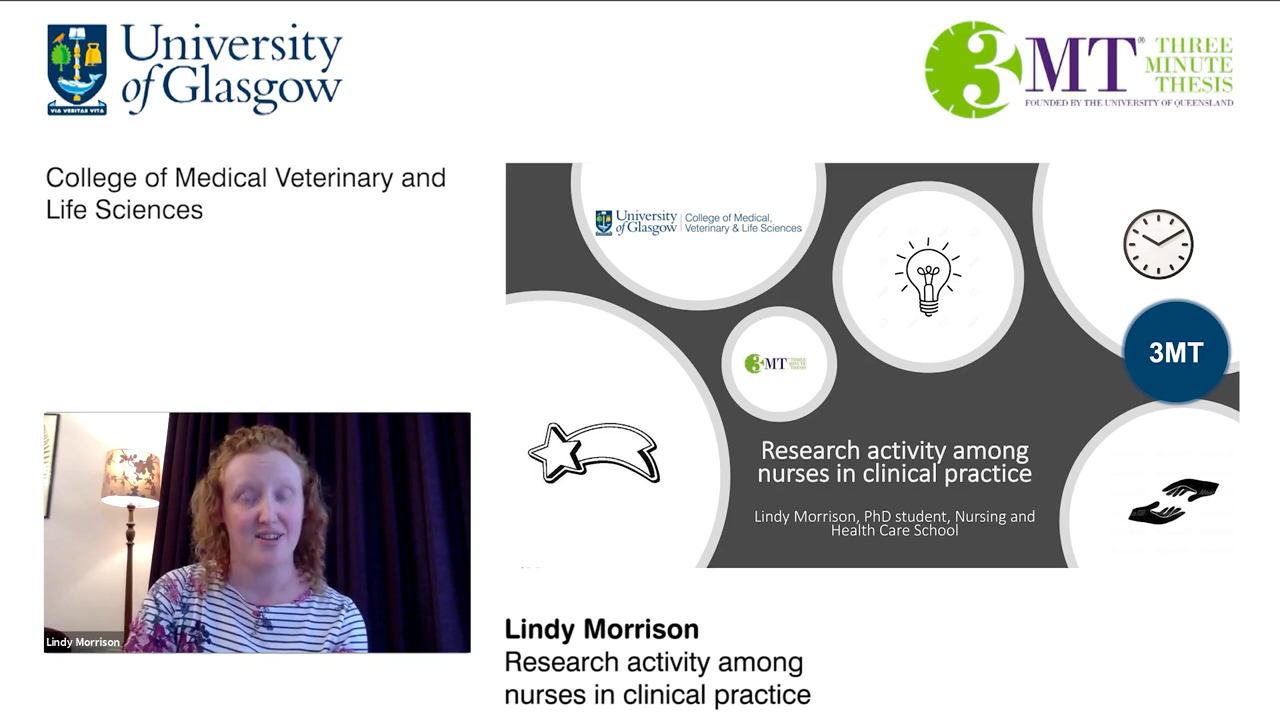 University
of Glasgow
VIA VERITAS VITA
3MT® THREE
MINUTE
THESIS
FOUNDED BY THE UNIVERSITY OF QUEENSLAND
College of Medical Veterinary and
Life Sciences
University
of Glasgow
College of Medical,
Veterinary & Life Sciences
3MT THREE
MINUTE
THESIS
3MT
Research activity among
nurses in clinical practice
Lindy Morrison, PhD student, Nursing and
Health Care School
Lindy Morrison
Lindy Morrison
Research activity among
nurses in clinical practice